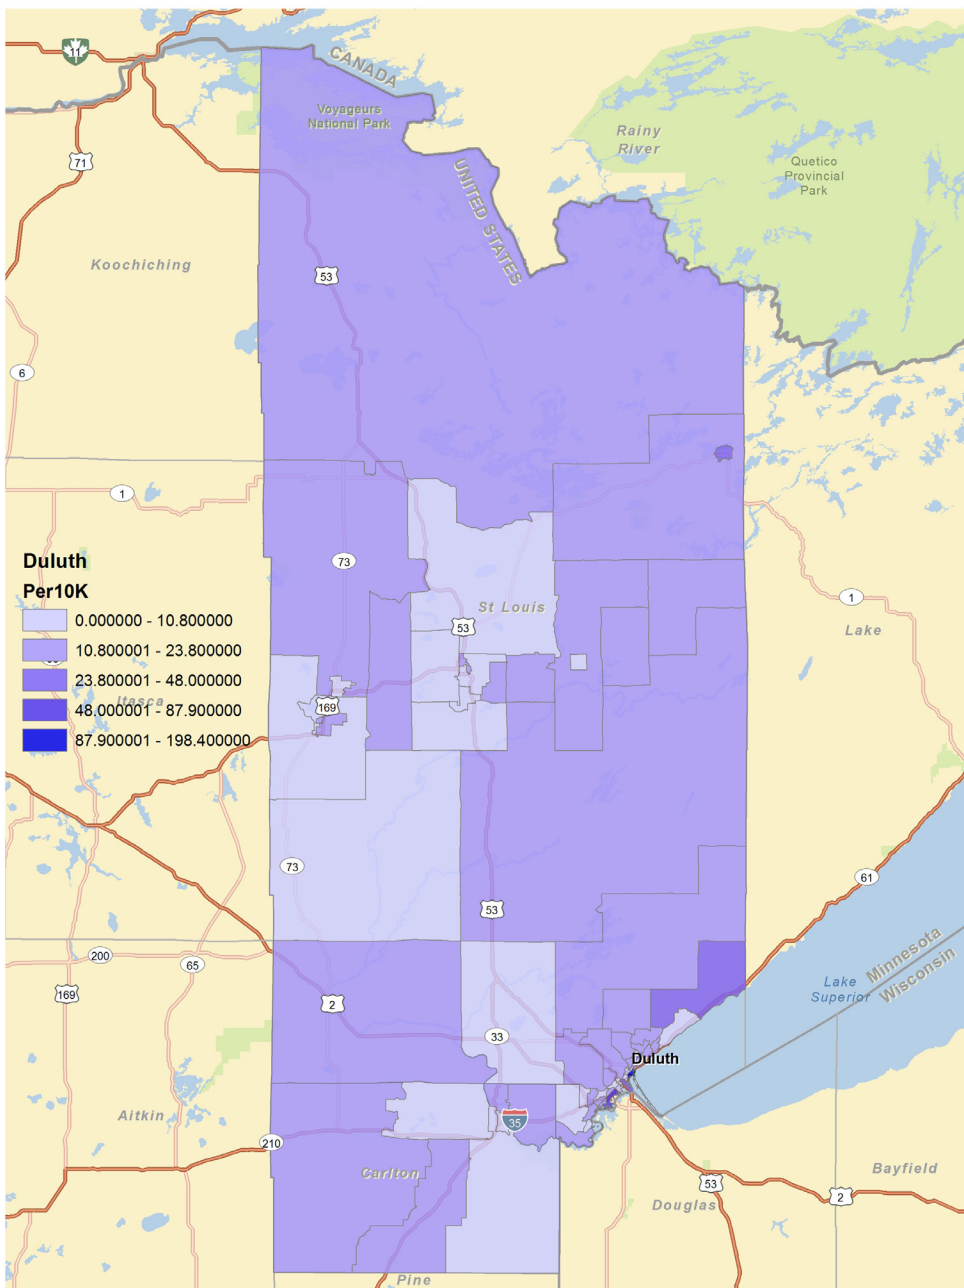 11
CANADA
Voyageurs
National Park
Rainy
River
71
Quetico
Provincial
Park
UNITED STATES
Koochiching
53
6
1
73
Duluth
Per10K
0.000000 - 10.800000
10.800001 - 23.800000
23.800001 - 48.000000
48.000001 - 87.900000
87.900001 - 198.400000
St Louis
1
53
Lake
Itasca
169
73
61
53
200
65
Minnesota
Wisconsin
Lake
Superior
169
2
33
Duluth
Aitkin
35
210
Carlton
Bayfield
53
2
Douglas
Pine